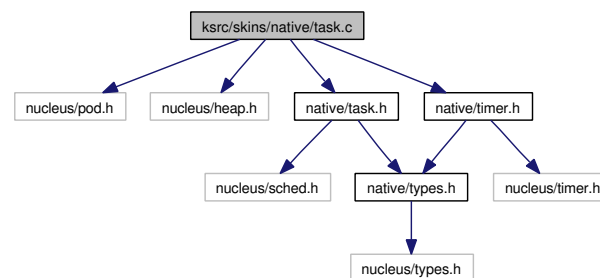 ksrc/skins/native/task.c
nucleus/pod.h
nucleus/heap.h
native/task.h
native/timer.h
nucleus/sched.h
native/types.h
nucleus/timer.h
nucleus/types.h